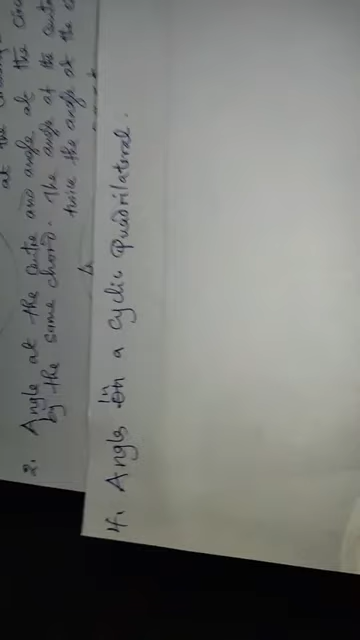 at the
2. Angle at the Centre and angle at the circ
by the same chord. The angle at the cent
twice the angle at the c
4. Angle in a cyclic Quadrilateral.